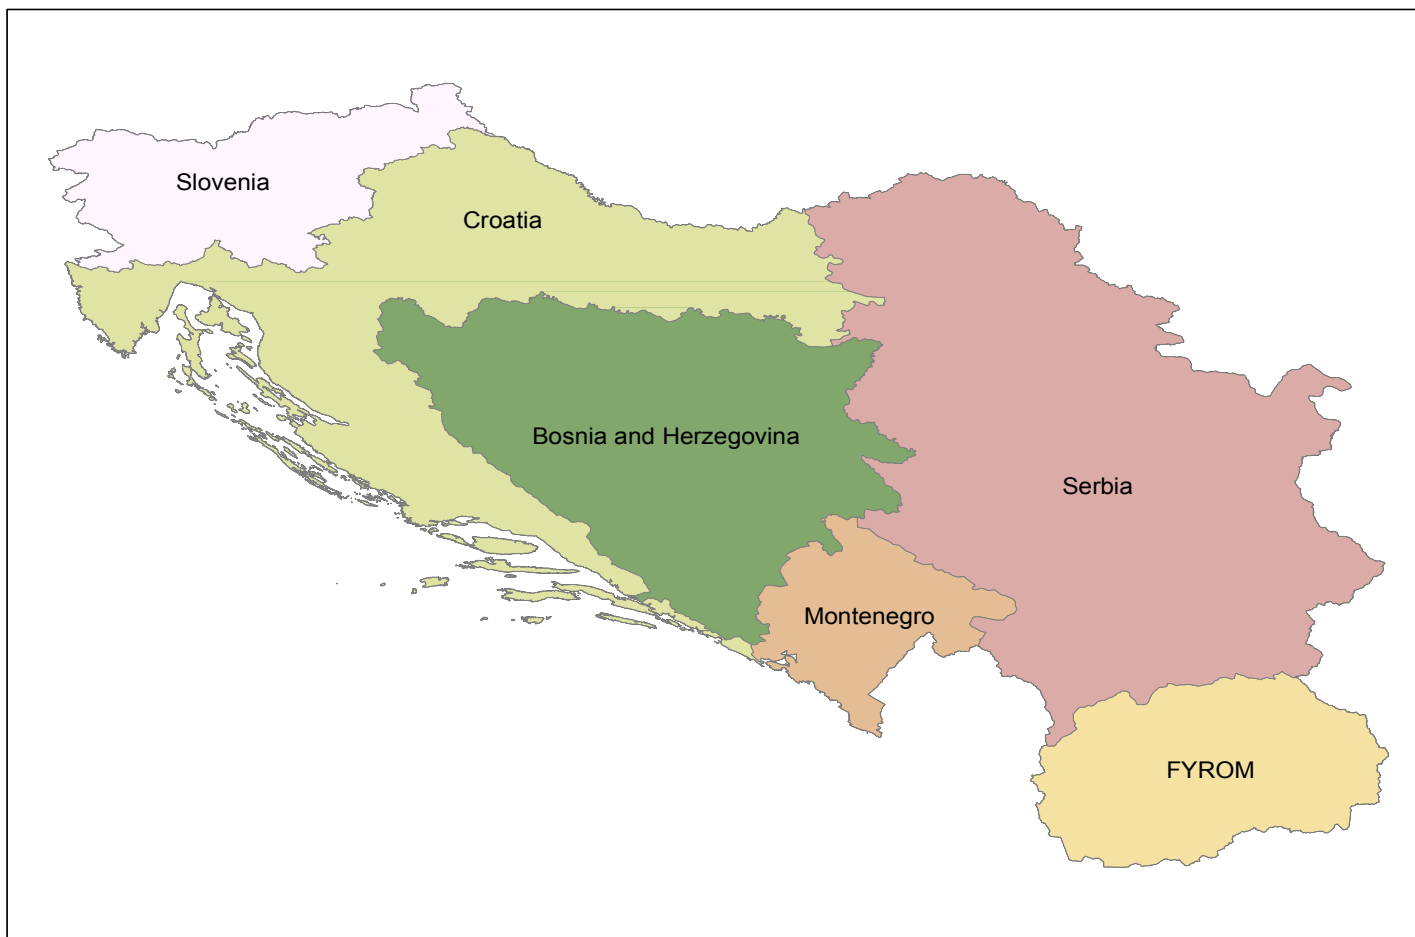 Slovenia
Croatia
Bosnia and Herzegovina
Serbia
Montenegro
FYROM